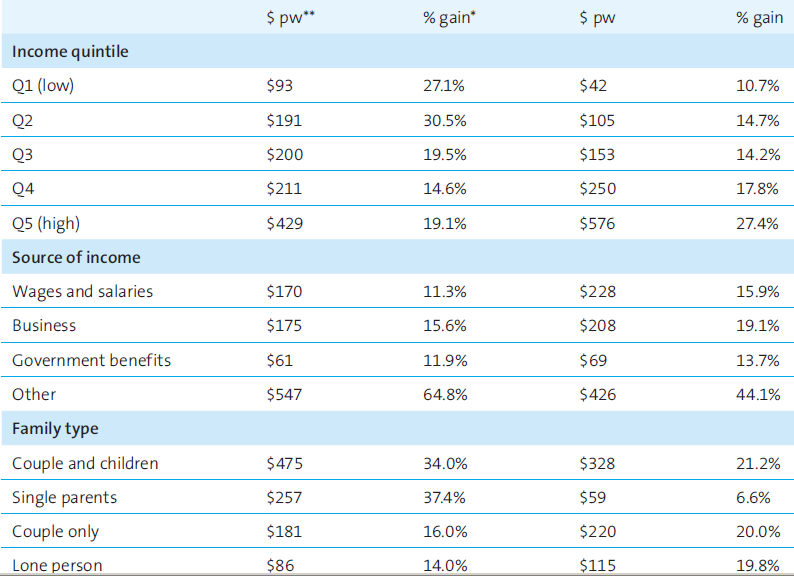 $ pw** % gain* $ pw % gain
Income quintile
Q1 (low) $93 27.1% $42 10.7%
Q2 $191 30.5% $105 14.7%
Q3 $200 19.5% $153 14.2%
Q4 $211 14.6% $250 17.8%
Q5 (high) $429 19.1% $576 27.4%
Source of income
Wages and salaries $170 11.3% $228 15.9%
Business $175 15.6% $208 19.1%
Government benefits $61 11.9% $69 13.7%
Other $547 64.8% $426 44.1%
Family type
Couple and children $475 34.0% $328 21.2%
Single parents $257 37.4% $59 6.6%
Couple only $181 16.0% $220 20.0%
Lone person $86 14.0% $115 19.8%